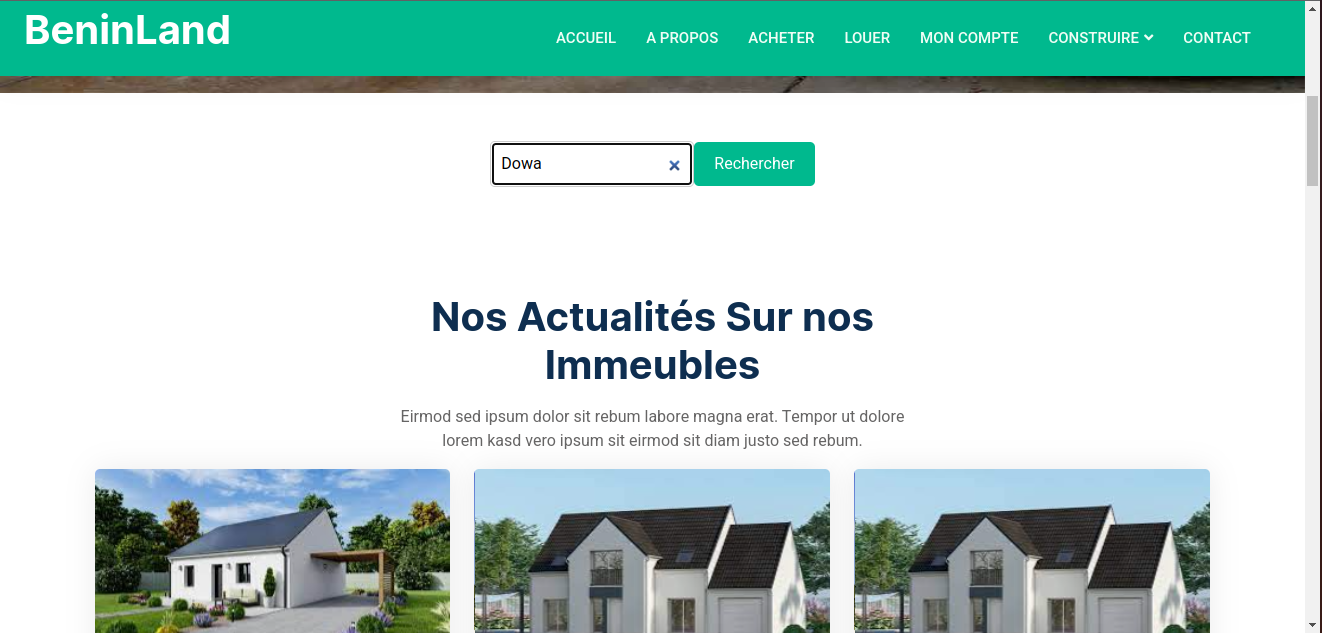 BeninLand
ACCUEIL A PROPOS ACHETER LOUER MON COMPTE CONSTRUIRE CONTACT
Dowa
Rechercher
Nos Actualités Sur nos
Immeubles
Eirmod sed ipsum dolor sit rebum labore magna erat. Tempor ut dolore
lorem kasd vero ipsum sit eirmod sit diam justo sed rebum.